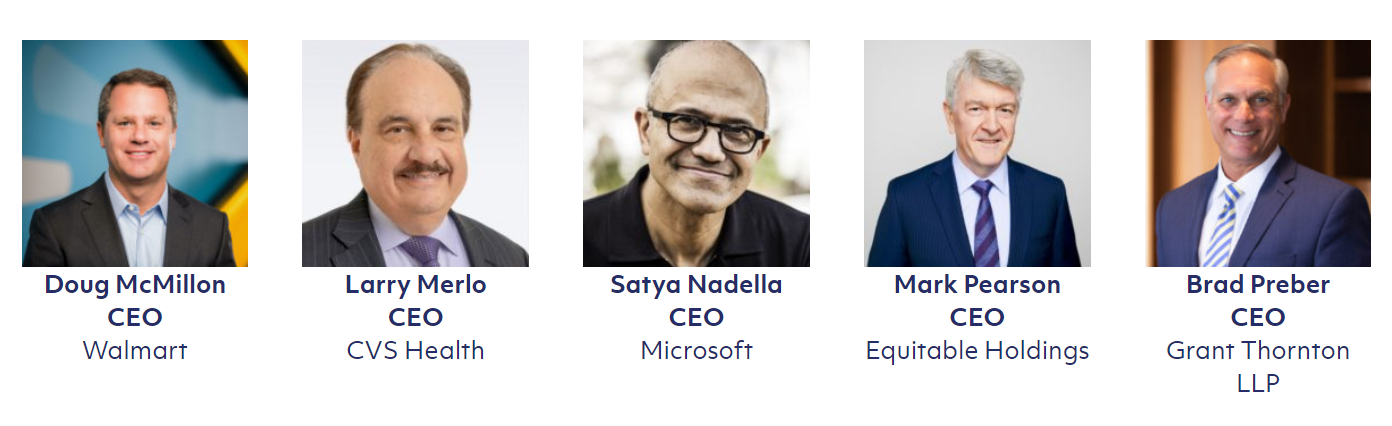 Doug McMillon
CEO
Walmart
Larry Merlo
CEO
CVS Health
Satya Nadella
CEO
Microsoft
Mark Pearson
CEO
Equitable Holdings
Brad Preber
CEO
Grant Thornton
LLP